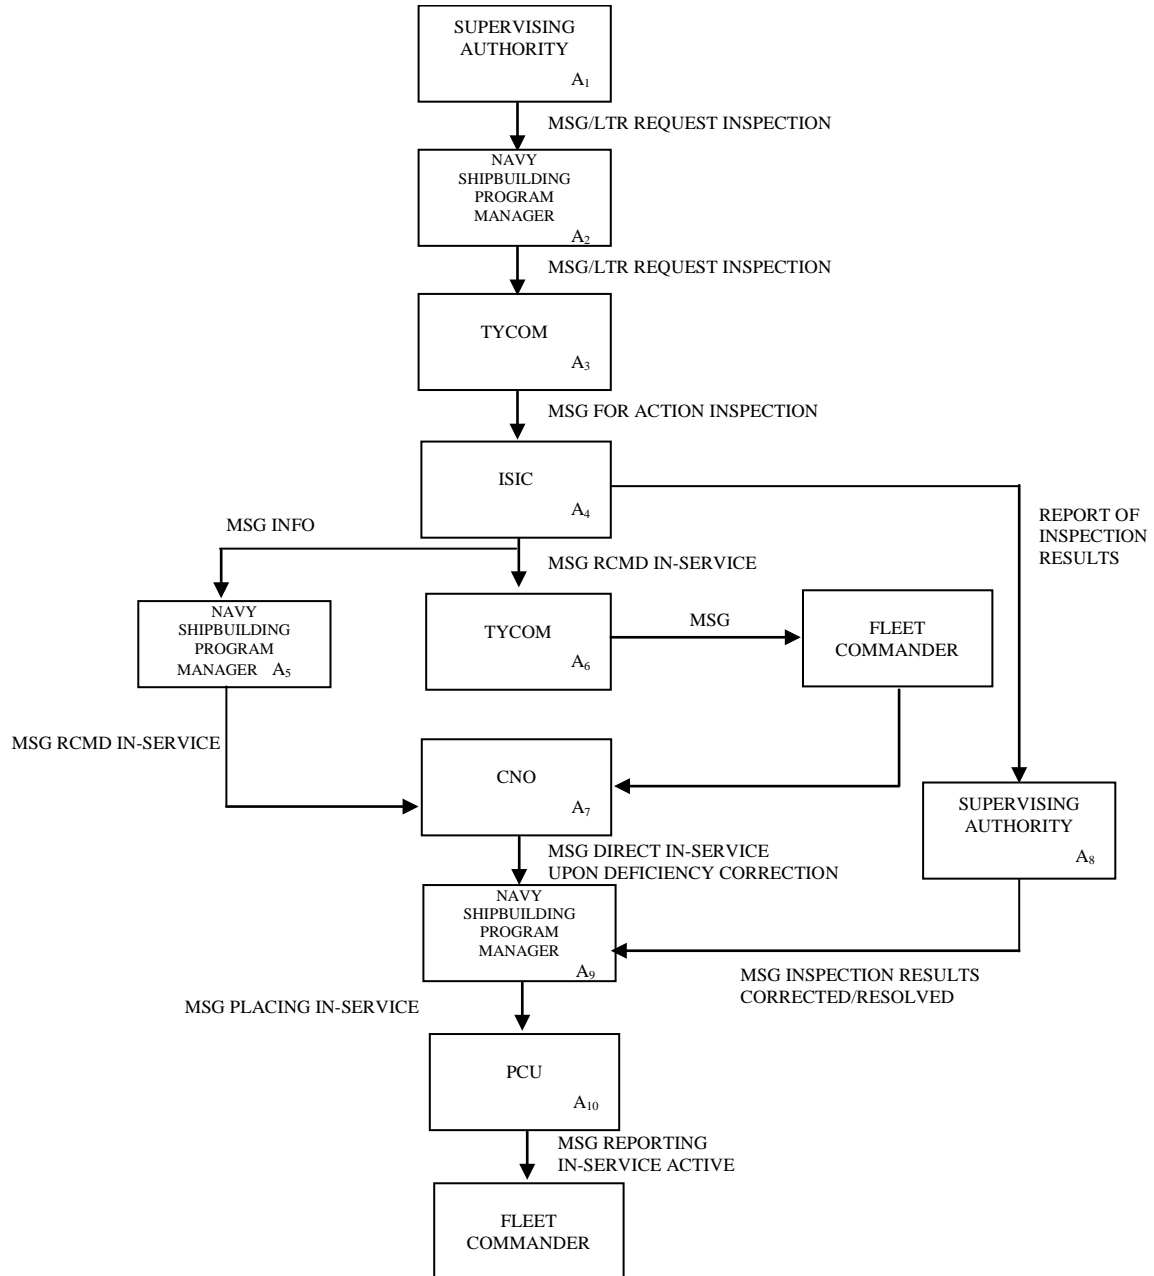 SUPERVISING
AUTHORITY
A1
MSG/LTR REQUEST INSPECTION
NAVY
SHIPBUILDING
PROGRAM
MANAGER
A2
MSG/LTR REQUEST INSPECTION
TYCOM
A3
MSG FOR ACTION INSPECTION
ISIC
A4
MSG INFO
MSG RCMD IN-SERVICE
REPORT OF
INSPECTION
RESULTS
NAVY
SHIPBUILDING
PROGRAM
MANAGER A5
TYCOM
A6
MSG
FLEET
COMMANDER
MSG RCMD IN-SERVICE
CNO
A7
SUPERVISING
AUTHORITY
A8
MSG DIRECT IN-SERVICE
UPON DEFICIENCY CORRECTION
NAVY
SHIPBUILDING
PROGRAM
MANAGER
A9
MSG INSPECTION RESULTS
CORRECTED/RESOLVED
MSG PLACING IN-SERVICE
PCU
A10
MSG REPORTING
IN-SERVICE ACTIVE
FLEET
COMMANDER